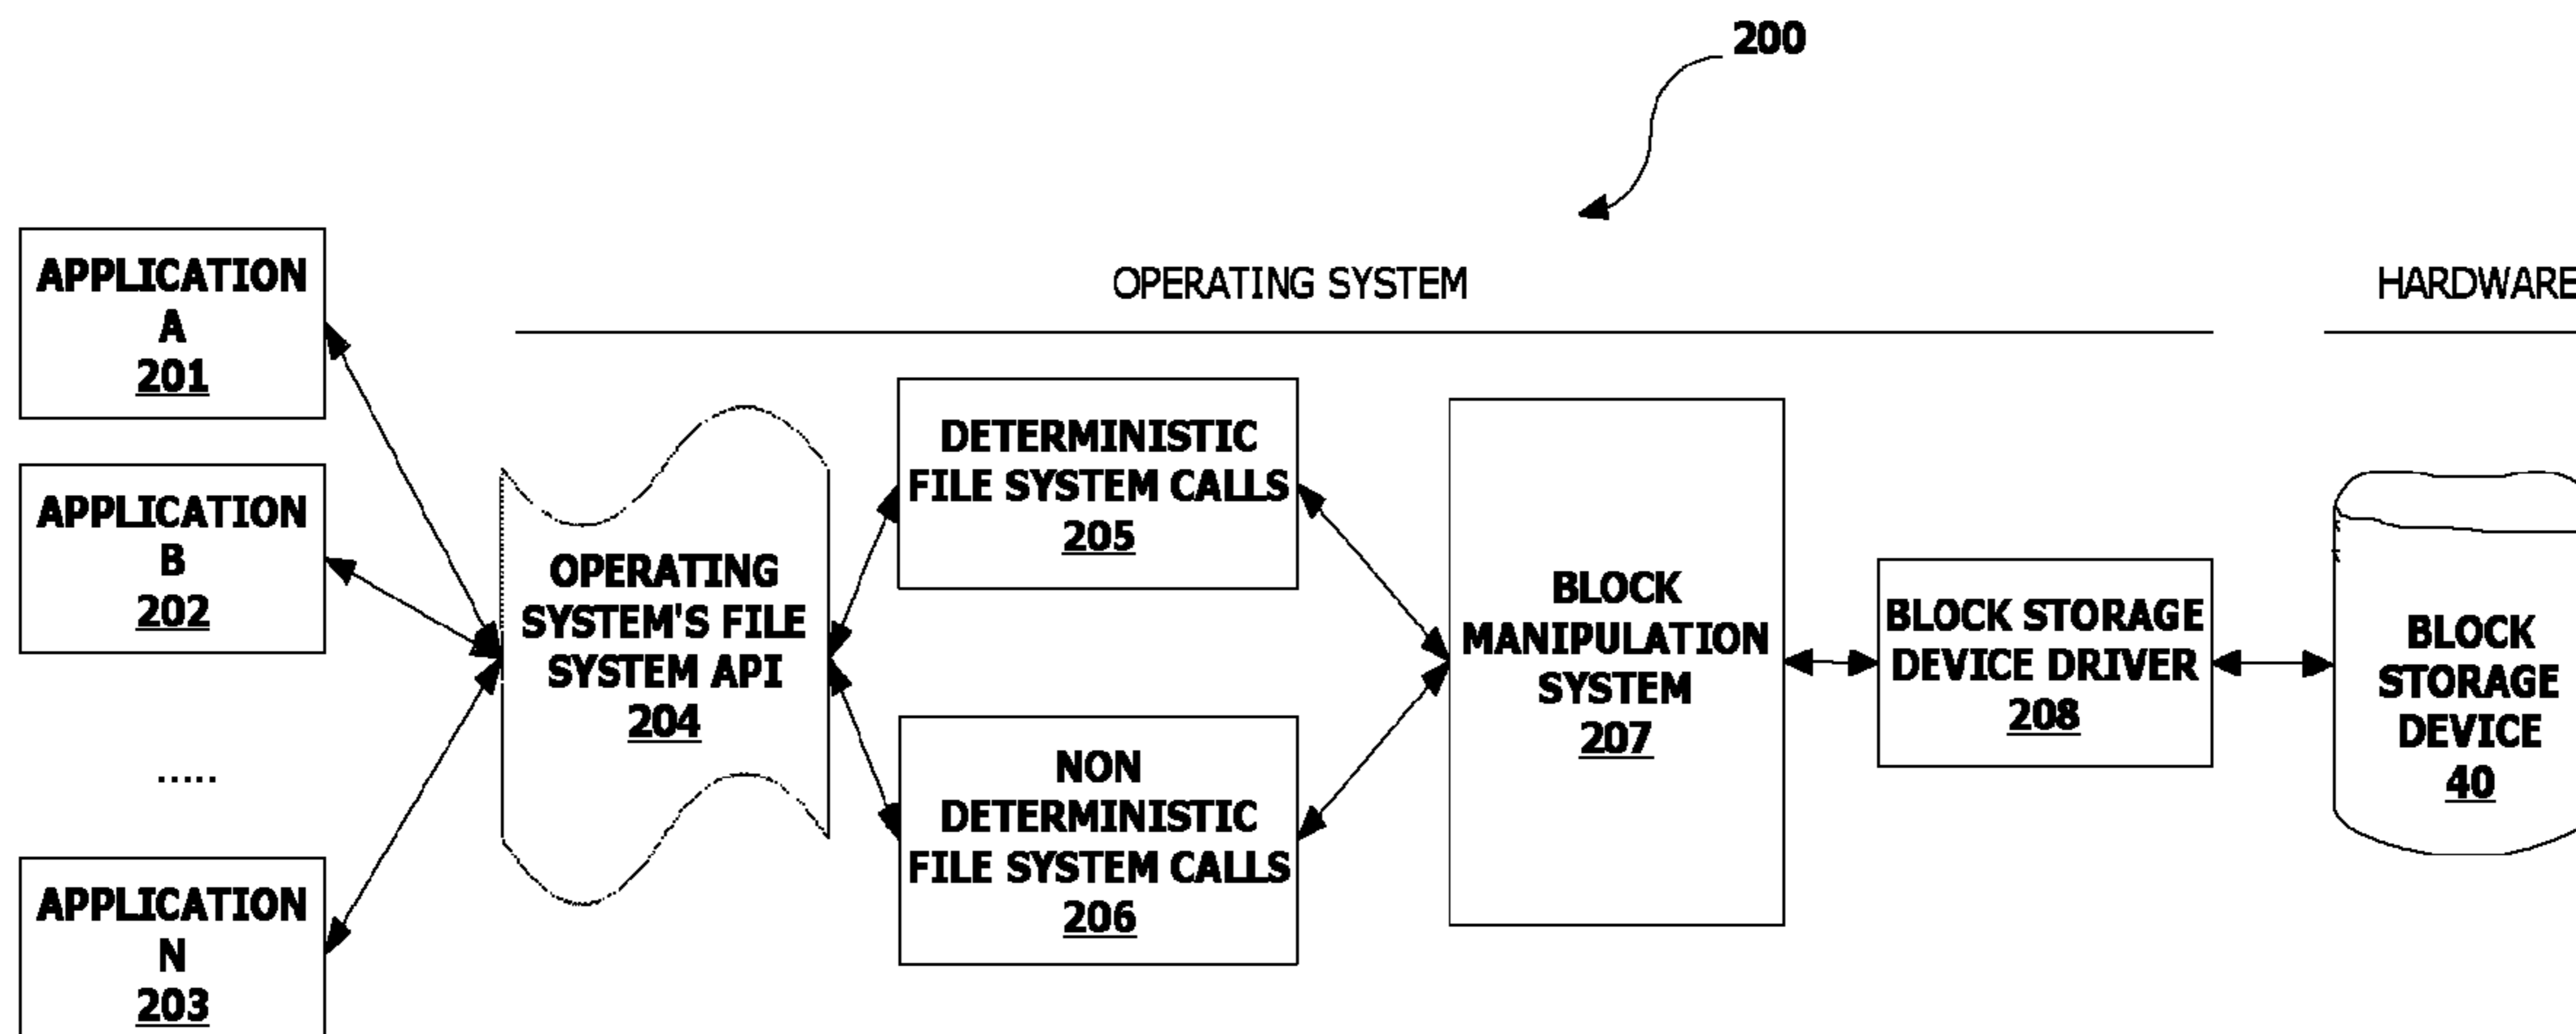 200
OPERATING SYSTEM
HARDWARE
APPLICATION
A
201
APPLICATION
B
202
.....
APPLICATION
N
203
OPERATING
SYSTEM'S FILE
SYSTEM API
204
DETERMINISTIC
FILE SYSTEM CALLS
205
NON
DETERMINISTIC
FILE SYSTEM CALLS
206
BLOCK
MANIPULATION
SYSTEM
207
BLOCK STORAGE
DEVICE DRIVER
208
BLOCK
STORAGE
DEVICE
40